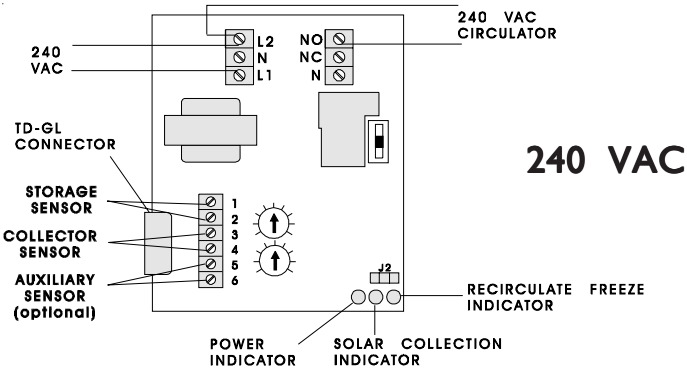 240 VAC
CIRCULATOR
L2
N
L1
NO
NC
N
240
VAC
TD-GL
CONNECTOR
240 VAC
STORAGE
SENSOR
COLLECTOR
SENSOR
AUXILIARY
SENSOR
(optional)
1
2
3
4
5
6
J2
RECIRCULATE FREEZE
INDICATOR
POWER
INDICATOR
SOLAR COLLECTION
INDICATOR